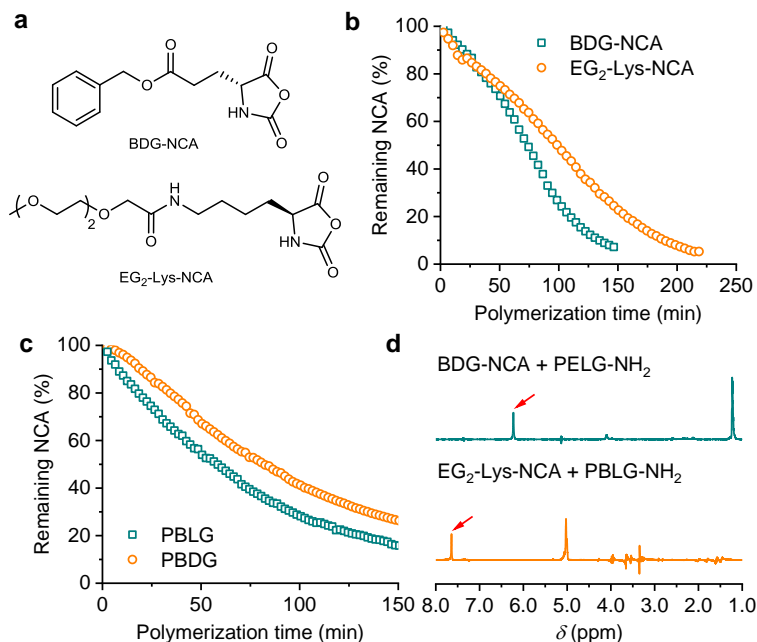 a
O
O
O
O
HN
O
O
BDG-NCA
O
O
2
O
H
N
O
O
O
HN
O
EG₂-Lys-NCA
b
BDG-NCA
EG₂-Lys-NCA
Remaining NCA (%)
100
80
60
40
20
0
0 50 100 150 200 250
Polymerization time (min)
c
Remaining NCA (%)
100
80
60
40
20
0
PBLG
PBDG
0 50 100 150
Polymerization time (min)
d
BDG-NCA + PELG-NH₂
EG₂-Lys-NCA + PBLG-NH₂
8.0 7.0 6.0 5.0 4.0 3.0 2.0 1.0
δ (ppm)